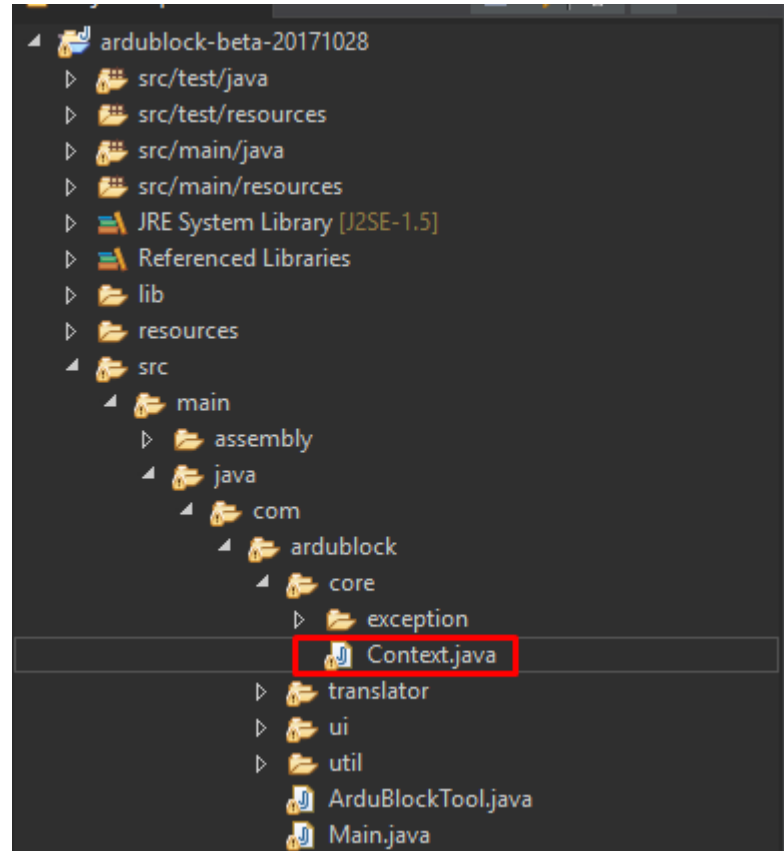 ardublock-beta-20171028
src/test/java
src/test/resources
src/main/java
src/main/resources
JRE System Library [J2SE-1.5]
Referenced Libraries
lib
resources
src
main
assembly
java
com
ardublock
core
exception
Context.java
translator
ui
util
ArduBlockTool.java
Main.java